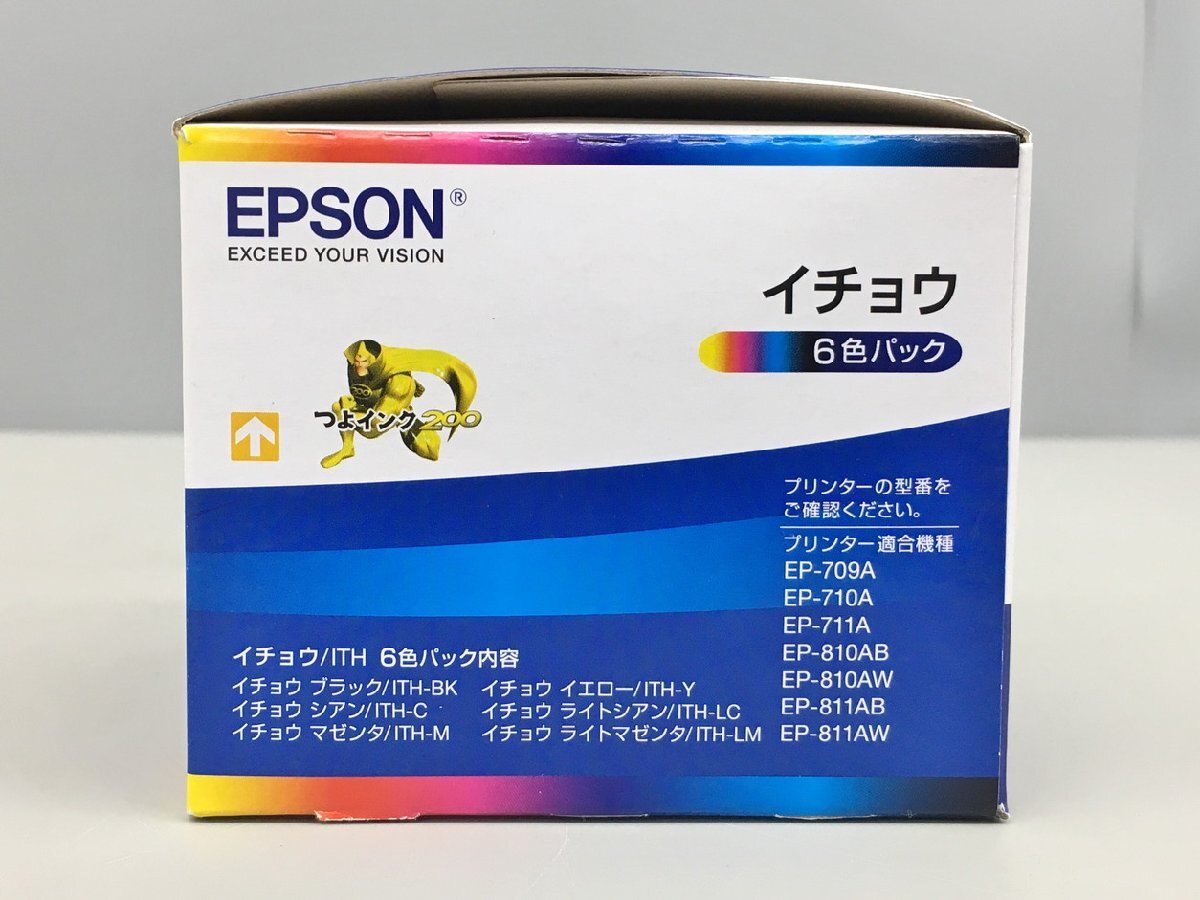 EPSON®
EXCEED YOUR VISION
イチョウ
6色パック
つよインク200
プリンターの型番を
ご確認ください。
プリンター適合機種
EP-709A
EP-710A
EP-711A
EP-810AB
EP-810AW
EP-811AB
EP-811AW
イチョウ/ITH 6色パック内容
イチョウ ブラック/ITH-BK イチョウ イエロー/ITH-Y
イチョウ シアン/ITH-C イチョウ ライトシアン/ITH-LC
イチョウ マゼンタ/ITH-M イチョウ ライトマゼンタ/ITH-LM